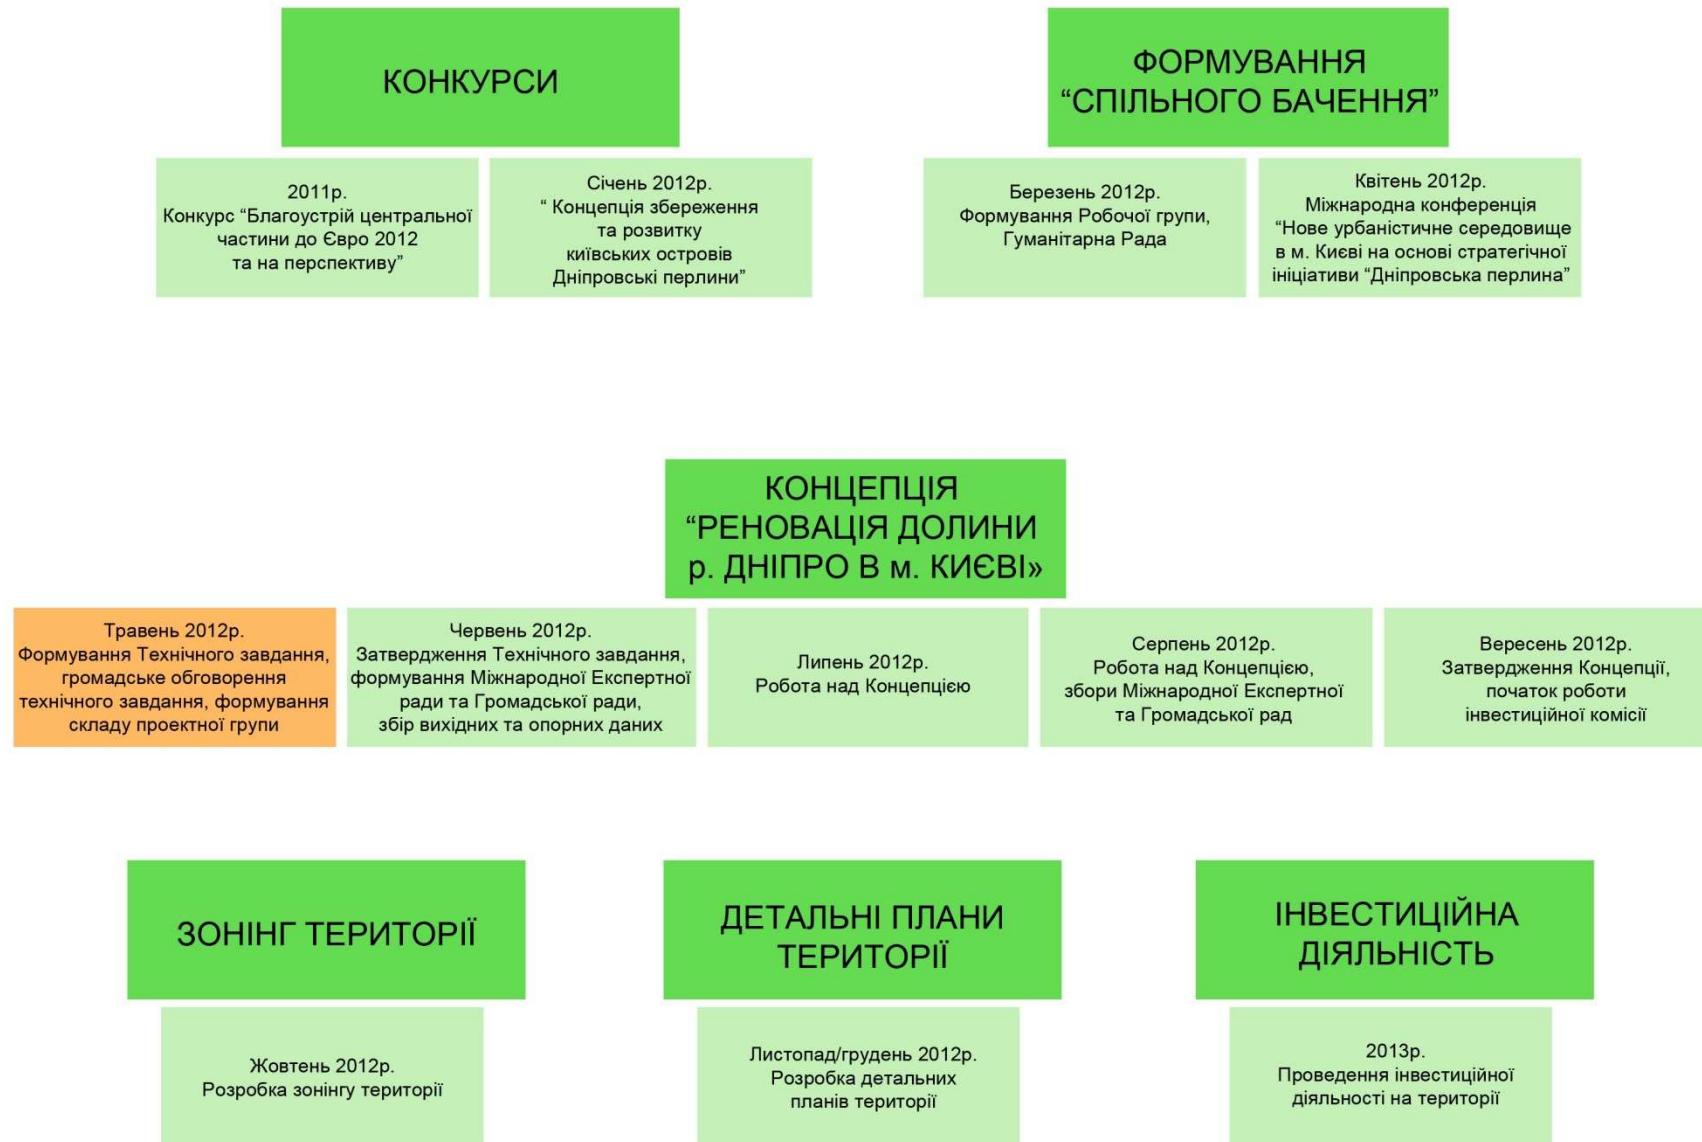 КОНКУРСИ
2011р.
Конкурс “Благоустрій центральної
частини до Євро 2012
та на перспективу”
Січень 2012р.
“ Концепція збереження
та розвитку
київських островів
Дніпровські перлини”
ФОРМУВАННЯ
“СПІЛЬНОГО БАЧЕННЯ”
Березень 2012р.
Формування Робочої групи,
Гуманітарна Рада
Квітень 2012р.
Міжнародна конференція
“Нове урбаністичне середовище
в м. Києві на основі стратегічної
ініціативи “Дніпровська перлина”
КОНЦЕПЦІЯ
“РЕНОВАЦІЯ ДОЛИНИ
р. ДНІПРО В м. КИЄВІ»
Травень 2012р.
Формування Технічного завдання,
громадське обговорення
технічного завдання, формування
складу проектної групи
Червень 2012р.
Затвердження Технічного завдання,
формування Міжнародної Експертної
ради та Громадської ради,
збір вихідних та опорних даних
Липень 2012р.
Робота над Концепцією
Серпень 2012р.
Робота над Концепцією,
збори Міжнародної Експертної
та Громадської рад
Вересень 2012р.
Затвердження Концепції,
початок роботи
інвестиційної комісії
ЗОНІНГ ТЕРИТОРІЇ
Жовтень 2012р.
Розробка зонінгу території
ДЕТАЛЬНІ ПЛАНИ
ТЕРИТОРІЇ
Листопад/грудень 2012р.
Розробка детальних
планів території
ІНВЕСТИЦІЙНА
ДІЯЛЬНІСТЬ
2013р.
Проведення інвестиційної
діяльності на території